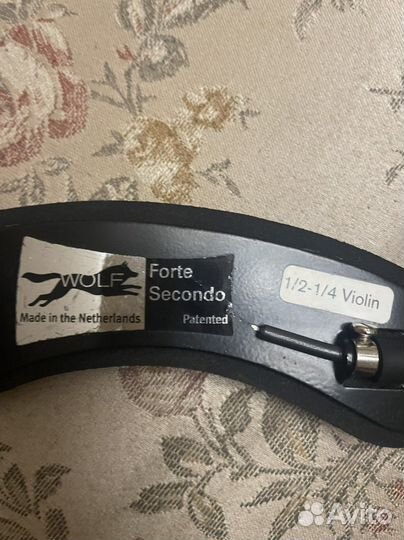 WOLF
Made in the Netherlands
Forte
Secondo
Patented
1/2-1/4 Violin
Avito